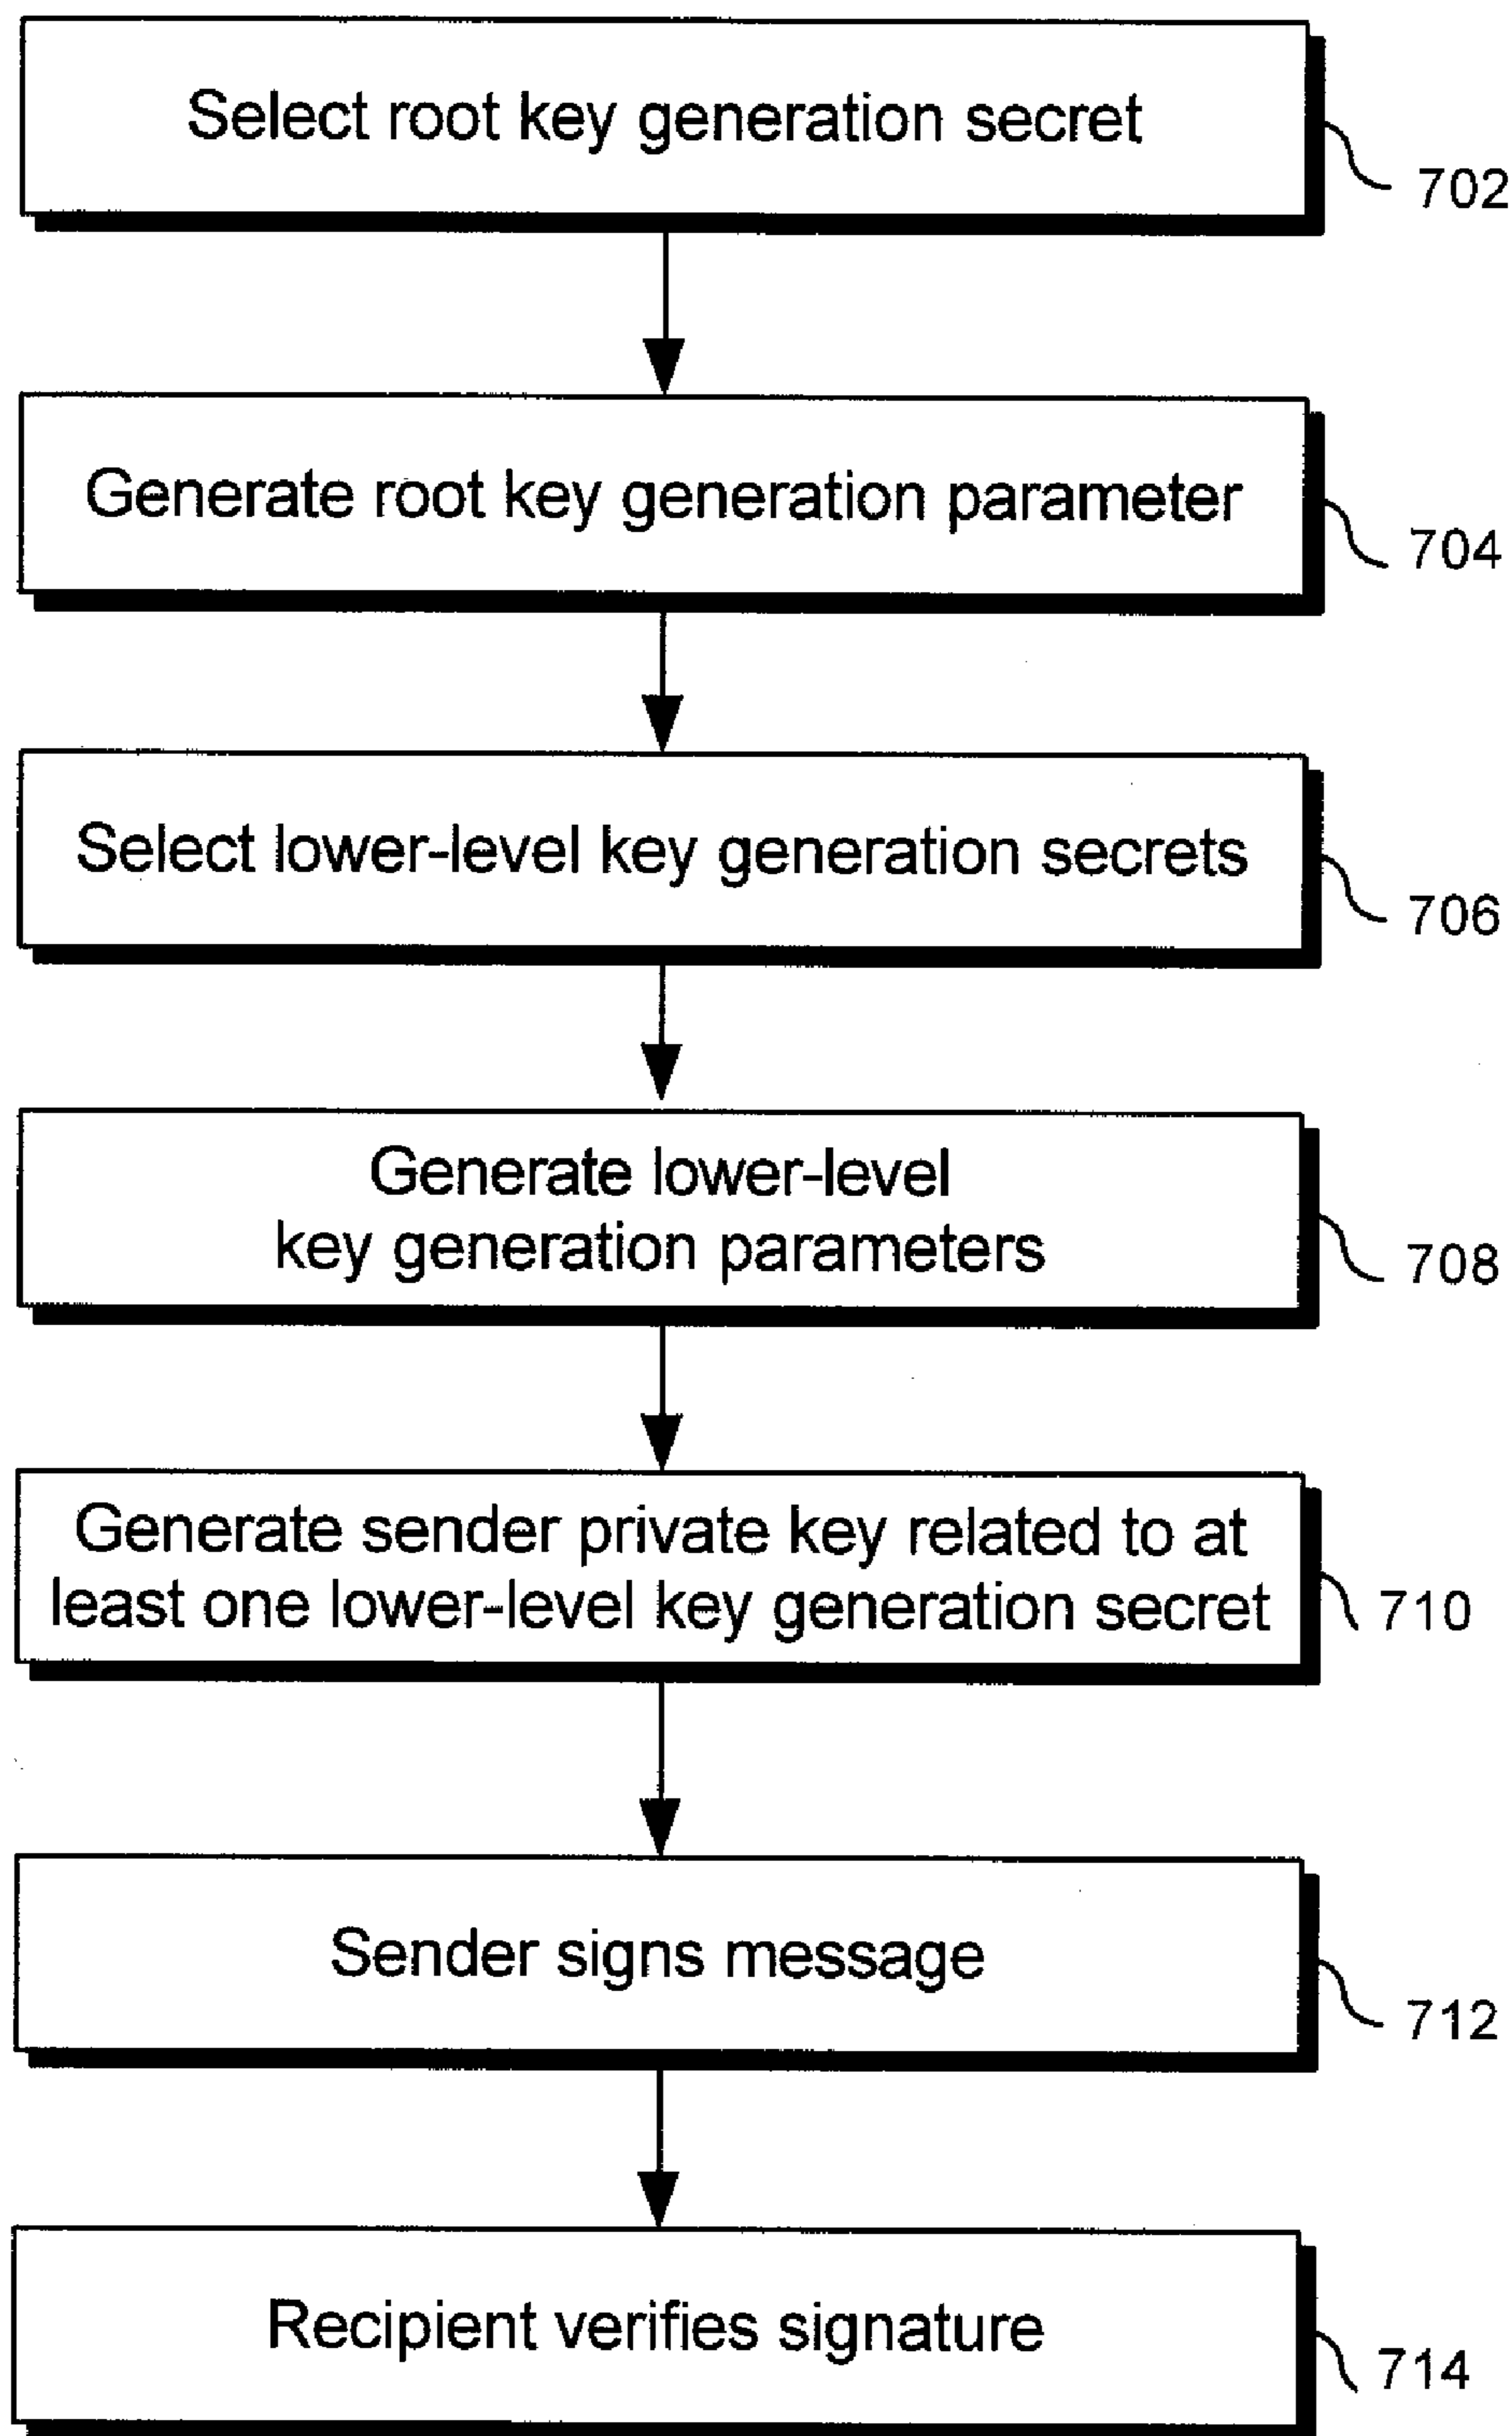 Select root key generation secret
702
Generate root key generation parameter
704
Select lower-level key generation secrets
706
Generate lower-level
key generation parameters
708
Generate sender private key related to at
least one lower-level key generation secret
710
Sender signs message
712
Recipient verifies signature
714